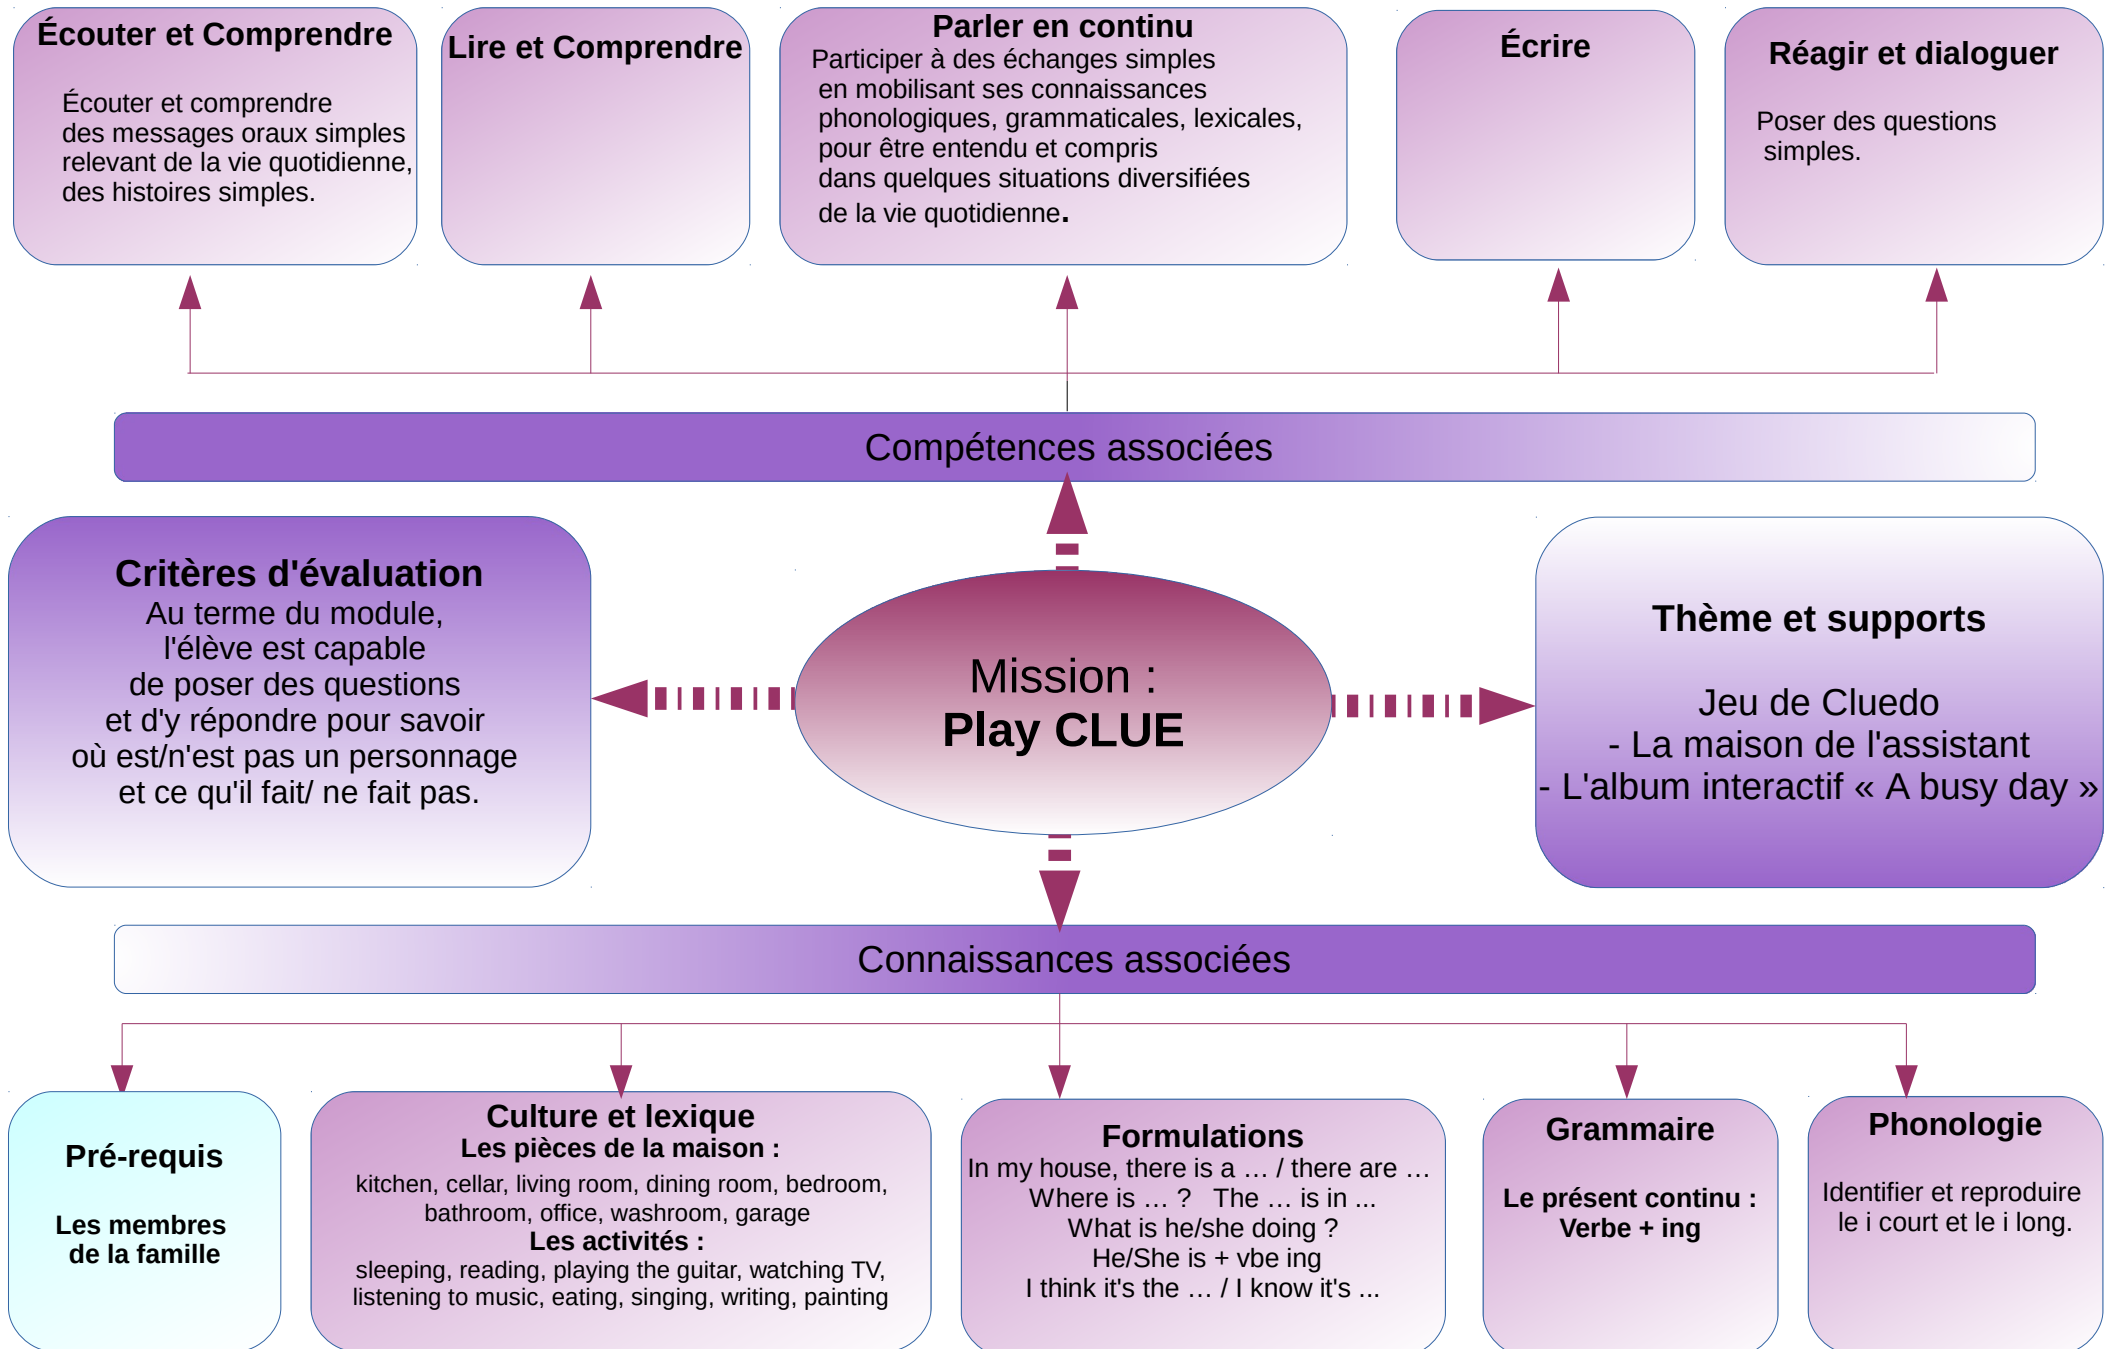 Écouter et Comprendre
Écouter et comprendre
des messages oraux simples
relevant de la vie quotidienne,
des histoires simples.
Lire et Comprendre
Parler en continu
Participer à des échanges simples
en mobilisant ses connaissances
phonologiques, grammaticales, lexicales,
pour être entendu et compris
dans quelques situations diversifiées
de la vie quotidienne.
Écrire
Réagir et dialoguer
Poser des questions
simples.
Compétences associées
Critères d'évaluation
Au terme du module,
l'élève est capable
de poser des questions
et d'y répondre pour savoir
où est/n'est pas un personnage
et ce qu'il fait/ ne fait pas.
Mission :
Play CLUE
Thème et supports
Jeu de Cluedo
- La maison de l'assistant
- L'album interactif « A busy day »
Connaissances associées
Pré-requis
Les membres
de la famille
Culture et lexique
Les pièces de la maison :
kitchen, cellar, living room, dining room, bedroom,
bathroom, office, washroom, garage
Les activités :
sleeping, reading, playing the guitar, watching TV,
listening to music, eating, singing, writing, painting
Formulations
In my house, there is a … / there are …
Where is … ? The … is in ...
What is he/she doing ?
He/She is + vbe ing
I think it's the … / I know it's ...
Grammaire
Le présent continu :
Verbe + ing
Phonologie
Identifier et reproduire
le i court et le i long.